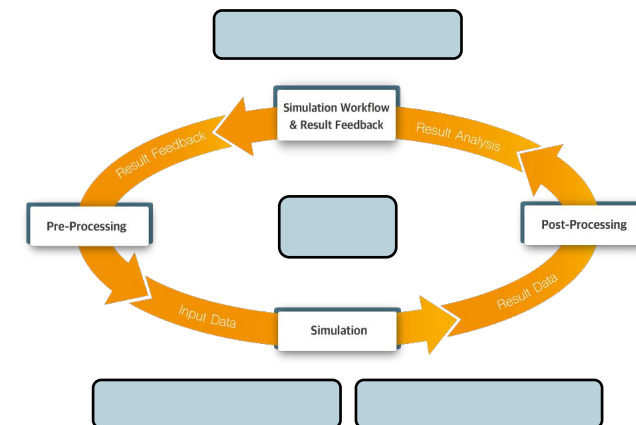 Simulation Workflow
& Result Feedback
Result Feedback
Result Analysis
Pre-Processing
Post-Processing
Input Data
Simulation
Result Data